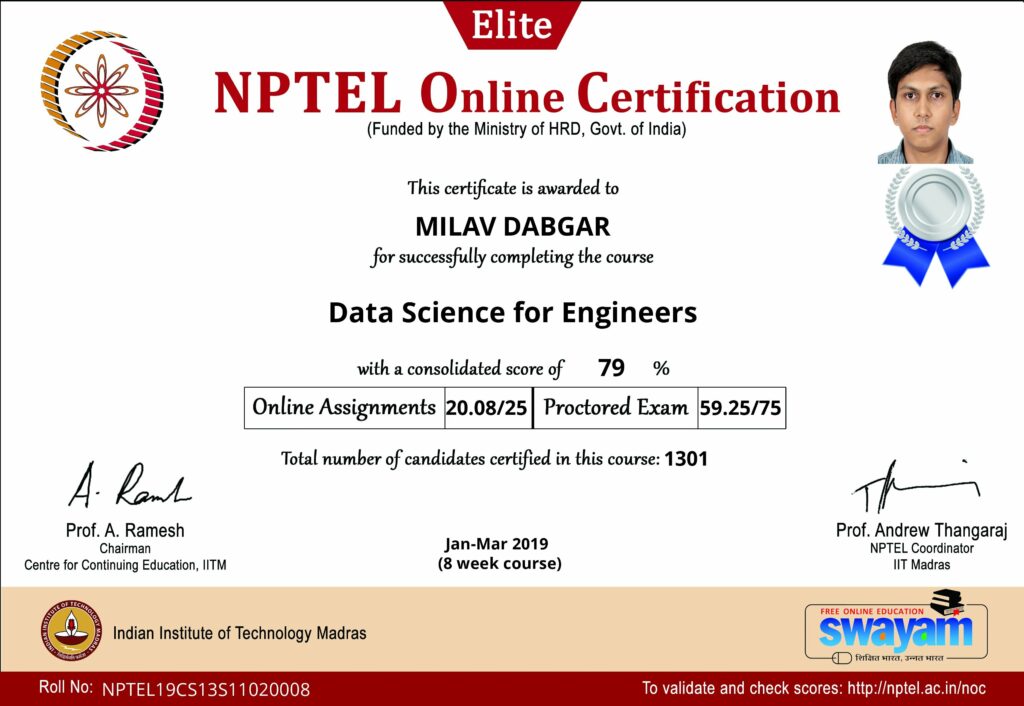 Elite
NPTEL Online Certification
(Funded by the Ministry of HRD, Govt. of India)
This certificate is awarded to
MILAV DABGAR
for successfully completing the course
Data Science for Engineers
with a consolidated score of 79 %
Online Assignments 20.08/25 Proctored Exam 59.25/75
Total number of candidates certified in this course: 1301
A. Ramesh
Prof. A. Ramesh
Chairman
Centre for Continuing Education, IITM
Jan-Mar 2019
(8 week course)
Prof. Andrew Thangaraj
NPTEL Coordinator
IIT Madras
INDIAN INSTITUTE OF TECHNOLOGY MADRAS
Indian Institute of Technology Madras
FREE ONLINE EDUCATION
swayam
शिक्षित भारत, उन्नत भारत
Roll No: NPTEL19CS13S11020008
To validate and check scores: http://nptel.ac.in/noc